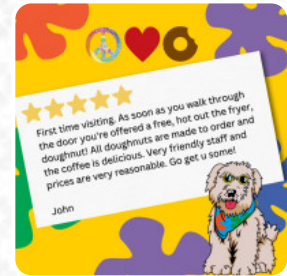 First time visiting. As soon as you walk through
the door you're offered a free, hot out the fryer,
doughnut! All doughnuts are made to order and
the coffee is delicious. Very friendly staff and
prices are very reasonable. Go get u some!
John